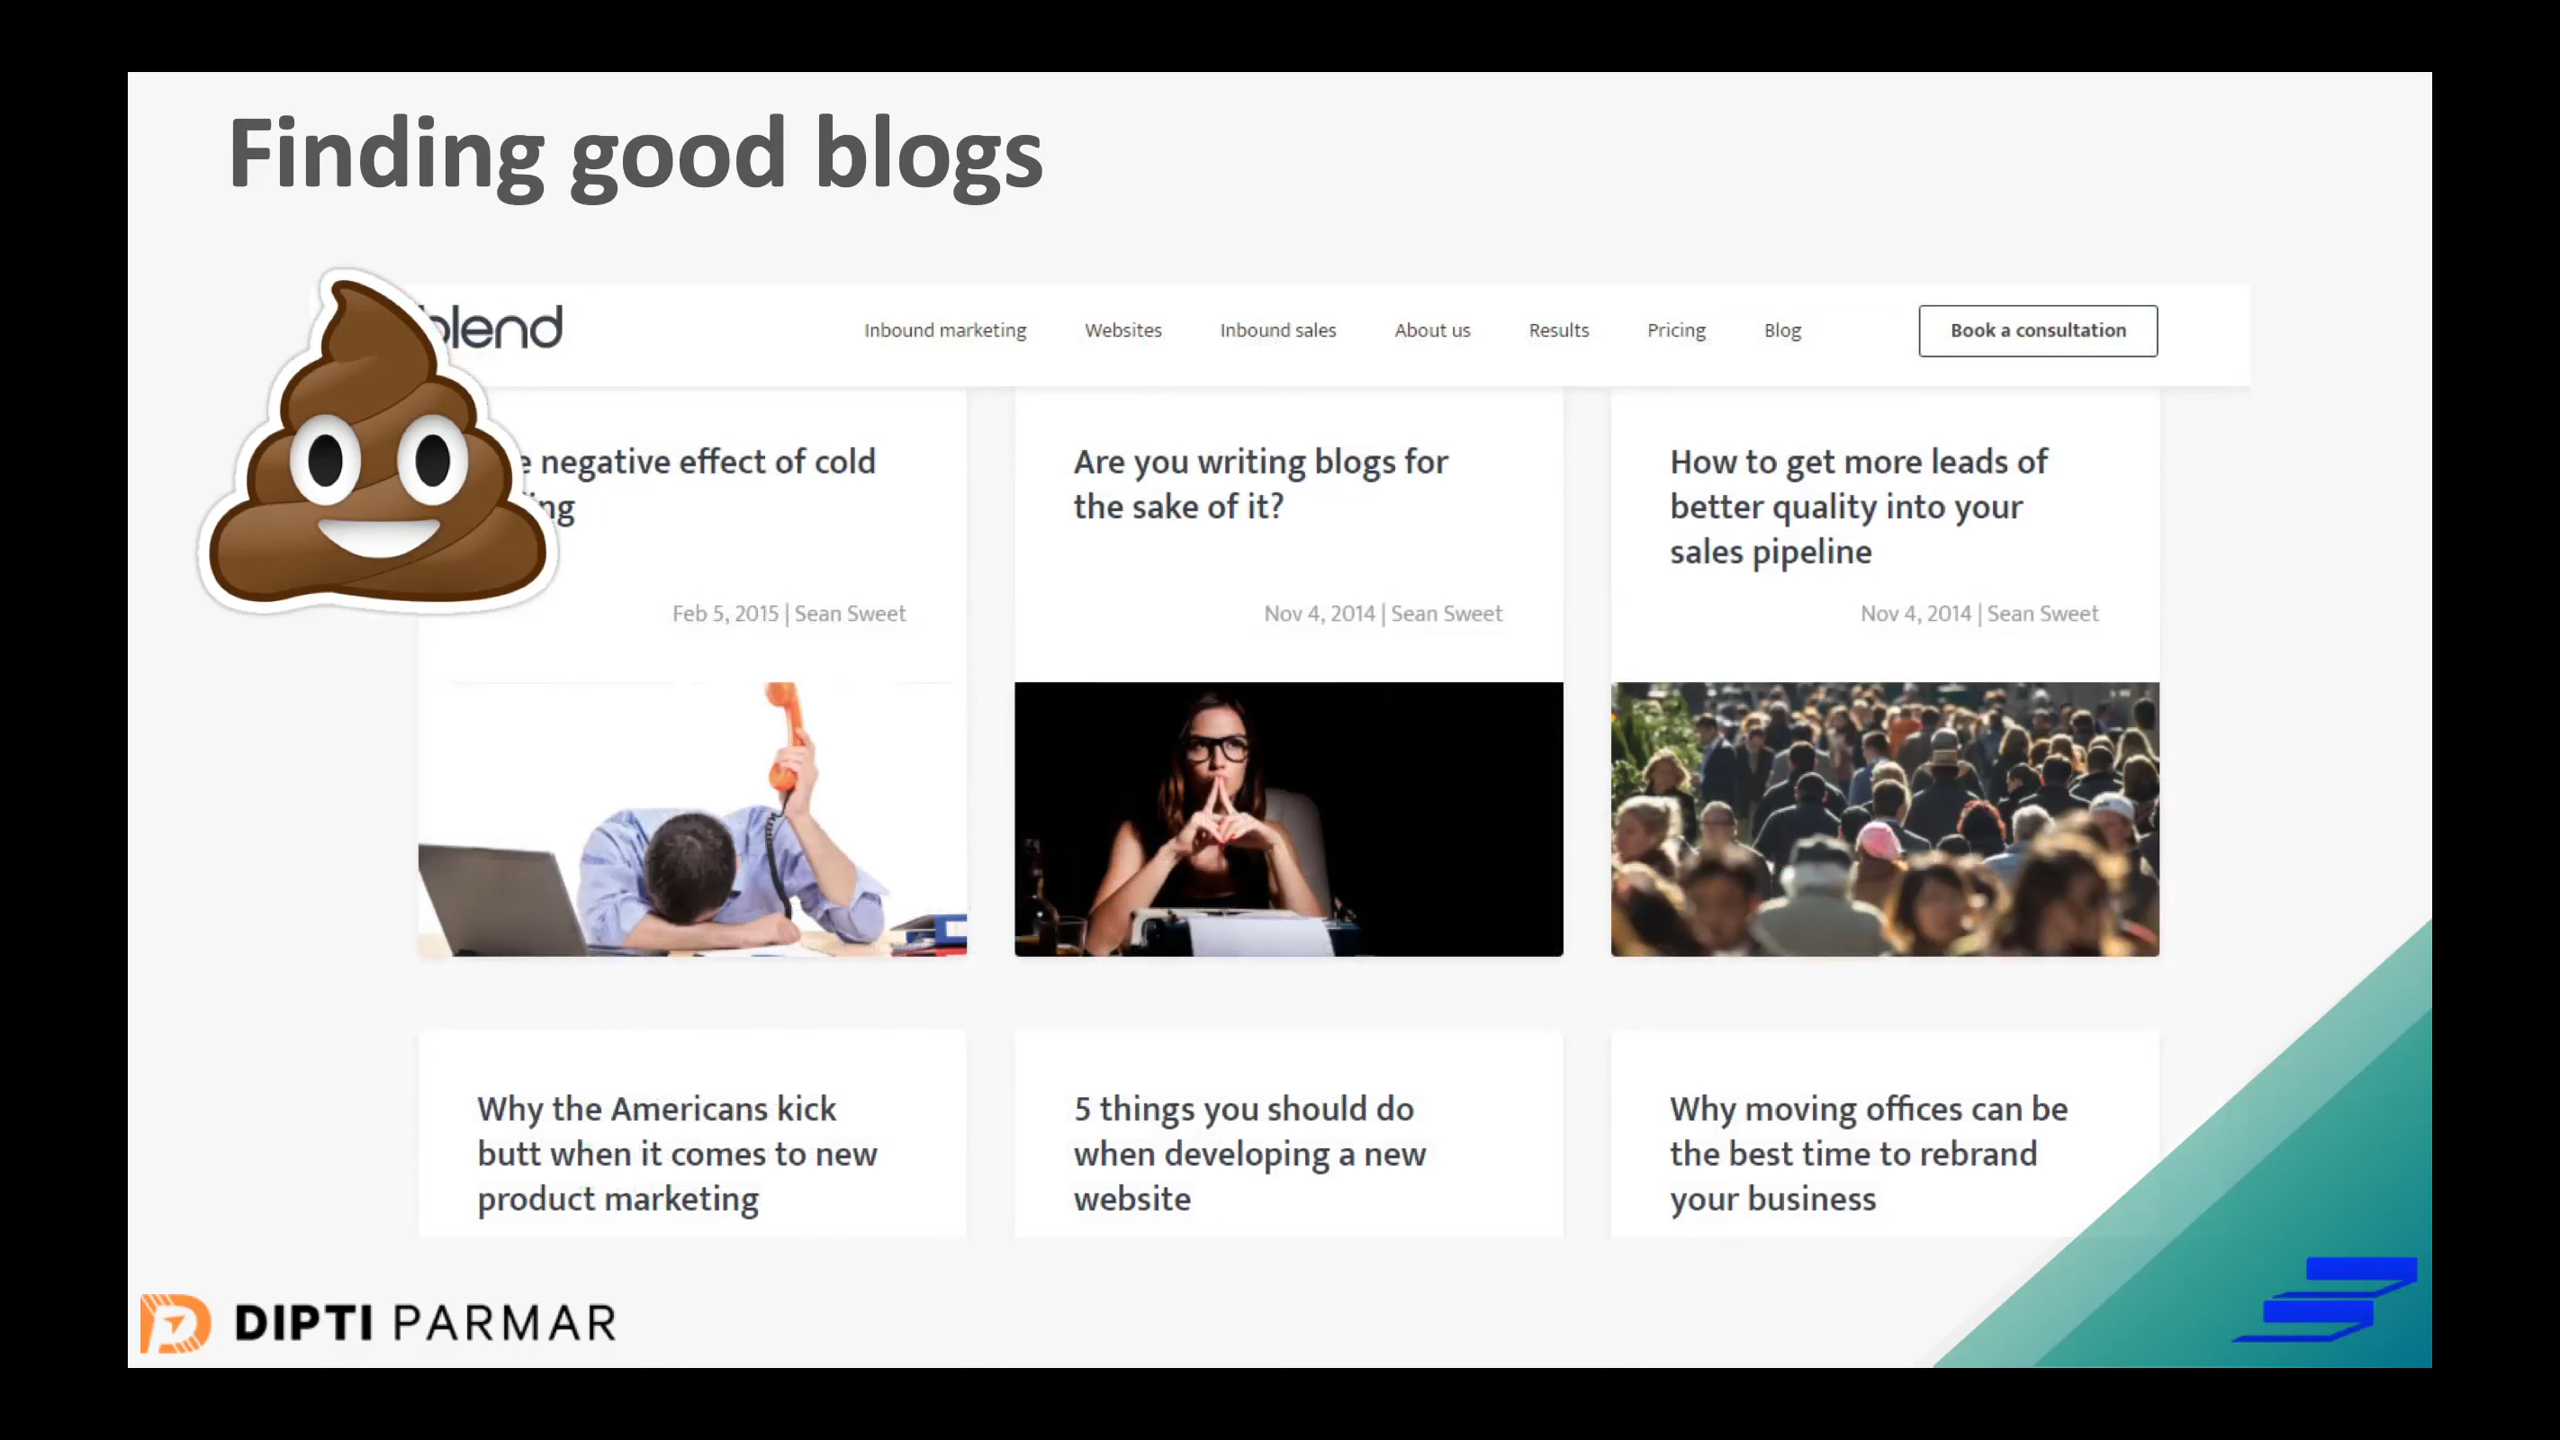 Finding good blogs
blend
Inbound marketing Websites Inbound sales About us Results Pricing Blog Book a consultation
negative effect of cold
Feb 5, 2015 | Sean Sweet
Are you writing blogs for
the sake of it?
Nov 4, 2014 | Sean Sweet
How to get more leads of
better quality into your
sales pipeline
Nov 4, 2014 | Sean Sweet
Why the Americans kick
butt when it comes to new
product marketing
5 things you should do
when developing a new
website
Why moving offices can be
the best time to rebrand
your business
DIPTI PARMAR